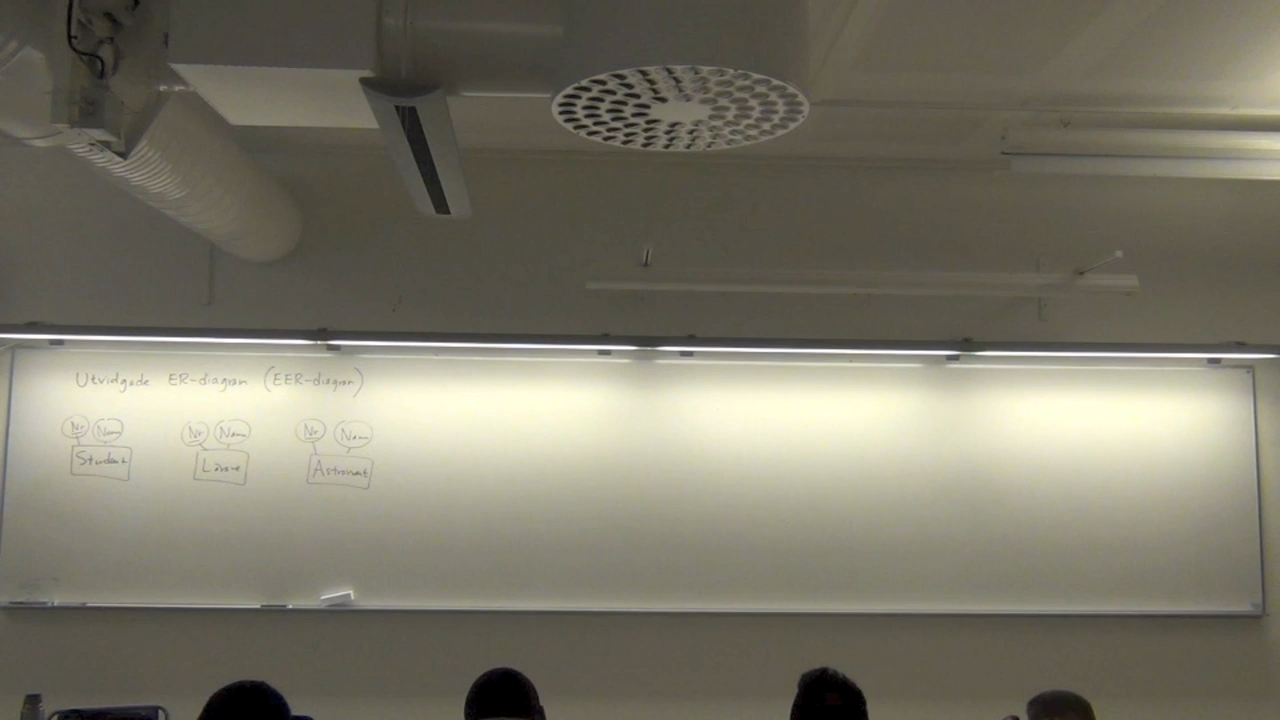 Utvidgade ER-diagram (EER-diagram)
Nr Namn Nr Namn Nr Namn
Student Lärare Astronaut